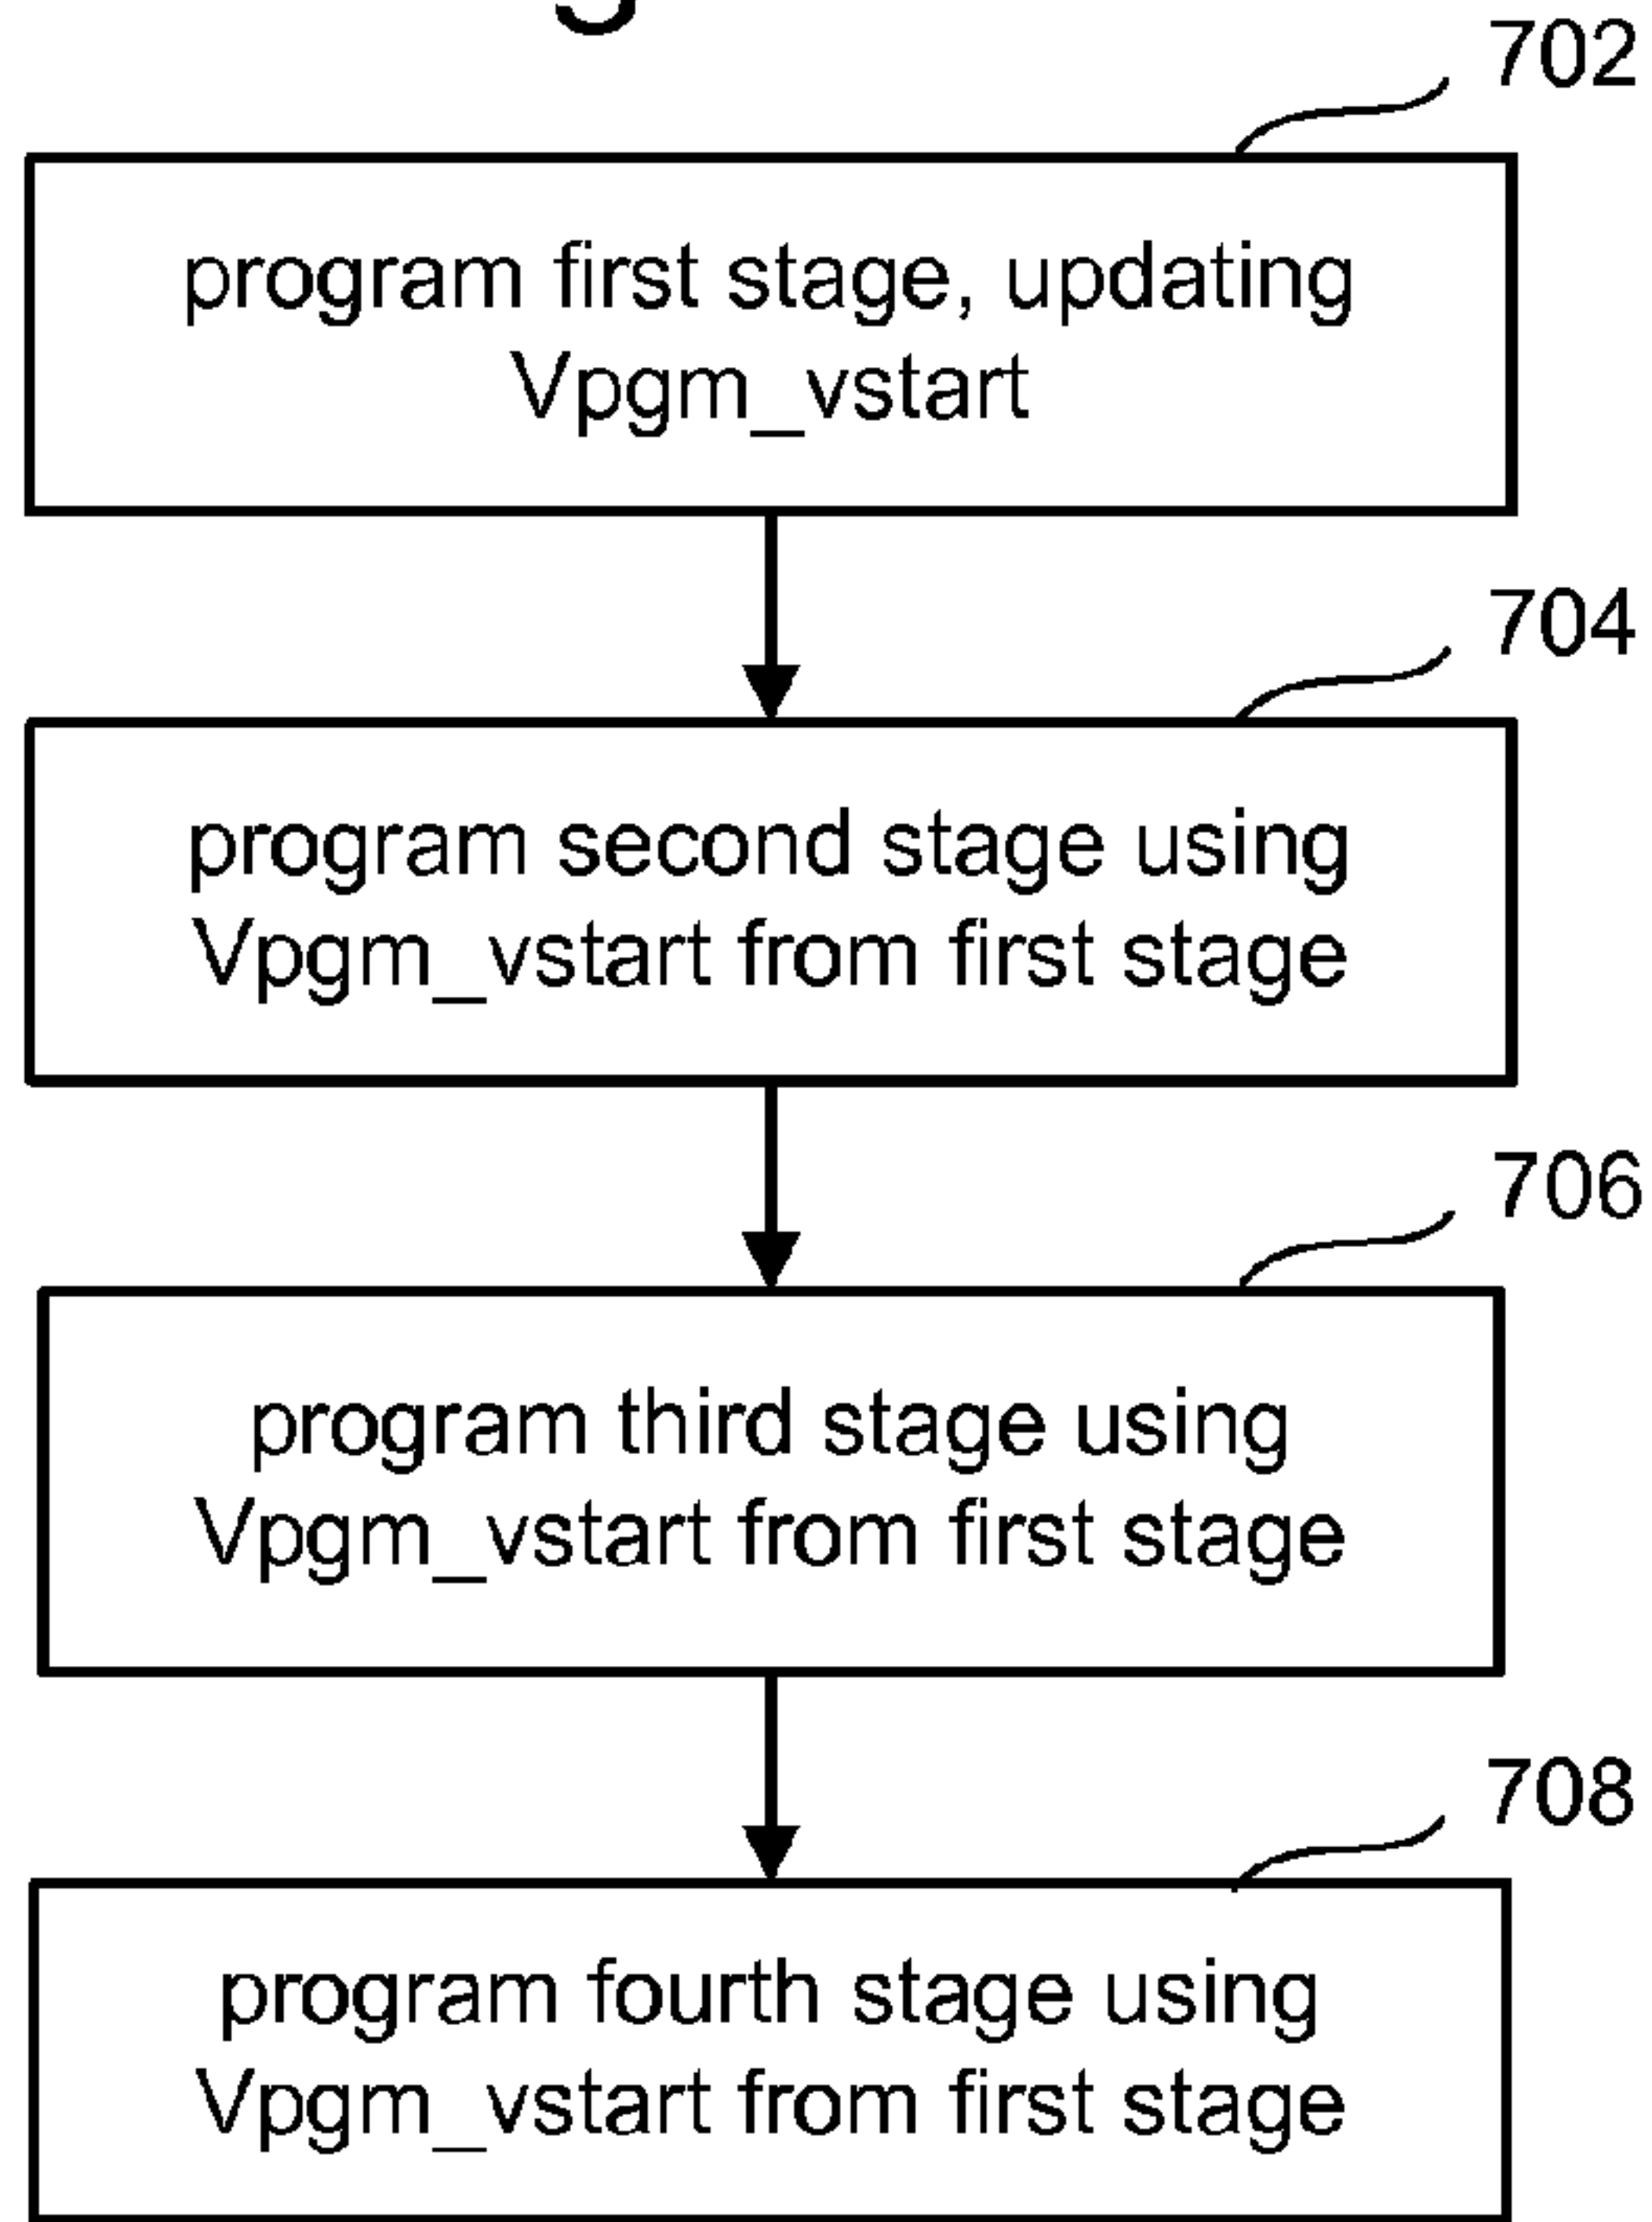 702
program first stage, updating
Vpgm_vstart
704
program second stage using
Vpgm_vstart from first stage
706
program third stage using
Vpgm_vstart from first stage
708
program fourth stage using
Vpgm_vstart from first stage